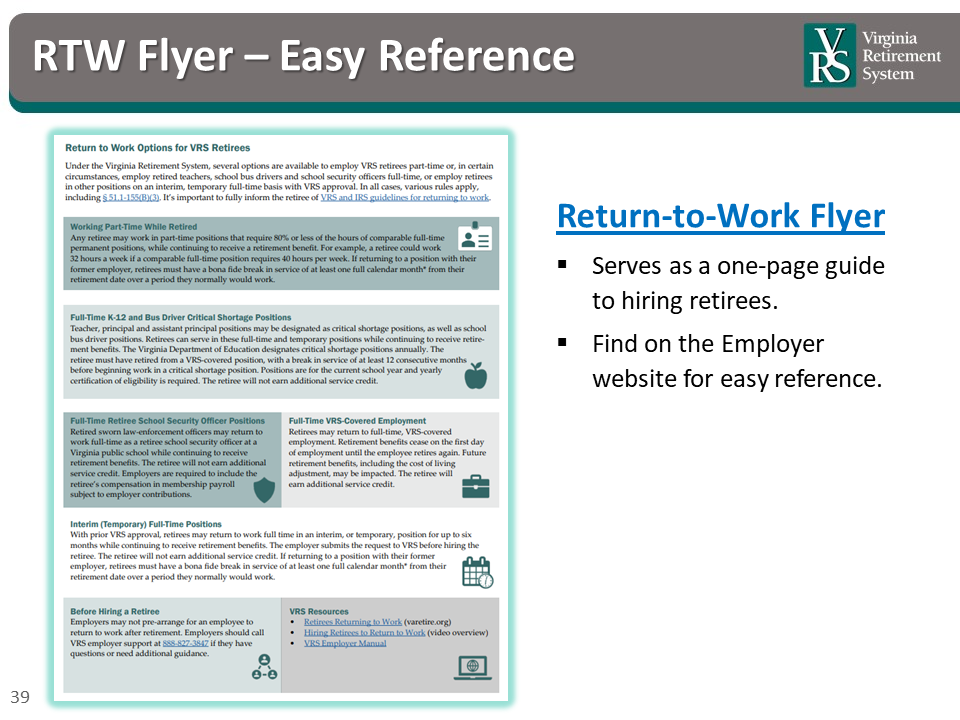 RTW Flyer – Easy Reference
VRS
Virginia
Retirement
System
Return to Work Options for VRS Retirees
Under the Virginia Retirement System, several options are available to employ VRS retirees part-time or, in certain
circumstances, employ retired teachers, school bus drivers and school security officers full-time, or employ retirees
in other positions on an interim, temporary full-time basis with VRS approval. In all cases, various rules apply,
including § 51.1-155(B)(3). It's important to fully inform the retiree of VRS and IRS guidelines for returning to work.
Working Part-Time While Retired
Any retiree may work in part-time positions that require 80% or less of the hours of comparable full-time
permanent positions, while continuing to receive a retirement benefit. For example, a retiree could work
32 hours a week if a comparable full-time position requires 40 hours per week. If returning to a position with their
former employer, retirees must have a bona fide break in service of at least one full calendar month* from their
retirement date over a period they normally would work.
Full-Time K-12 and Bus Driver Critical Shortage Positions
Teacher, principal and assistant principal positions may be designated as critical shortage positions, as well as school
bus driver positions. Retirees can serve in these full-time and temporary positions while continuing to receive retire-
ment benefits. The Virginia Department of Education designates critical shortage positions annually. The
retiree must have retired from a VRS-covered position, with a break in service of at least 12 consecutive months
before beginning work in a critical shortage position. Positions are for the current school year and yearly
certification of eligibility is required. The retiree will not earn additional service credit.
Full-Time Retiree School Security Officer Positions
Retired sworn law-enforcement officers may return to
work full-time as a retiree school security officer at a
Virginia public school while continuing to receive
retirement benefits. The retiree will not earn additional
service credit. Employers are required to include the
retiree's compensation in membership payroll
subject to employer contributions.
Full-Time VRS-Covered Employment
Retirees may return to full-time, VRS-covered
employment. Retirement benefits cease on the first day
of employment until the employee retires again. Future
retirement benefits, including the cost of living
adjustment, may be impacted. The retiree will
earn additional service credit.
Interim (Temporary) Full-Time Positions
With prior VRS approval, retirees may return to work full time in an interim, or temporary, position for up to six
months while continuing to receive retirement benefits. The employer submits the request to VRS before hiring the
retiree. The retiree will not earn additional service credit. If returning to a position with their former
employer, retirees must have a bona fide break in service of at least one full calendar month* from their
retirement date over a period they normally would work.
Before Hiring a Retiree
Employers may not pre-arrange for an employee to
return to work after retirement. Employers should call
VRS employer support at 888-827-3847 if they have
questions or need additional guidance.
VRS Resources
• Retirees Returning to Work (varetire.org)
• Hiring Retirees to Return to Work (video overview)
• VRS Employer Manual
Return-to-Work Flyer
▪ Serves as a one-page guide
to hiring retirees.
▪ Find on the Employer
website for easy reference.
39